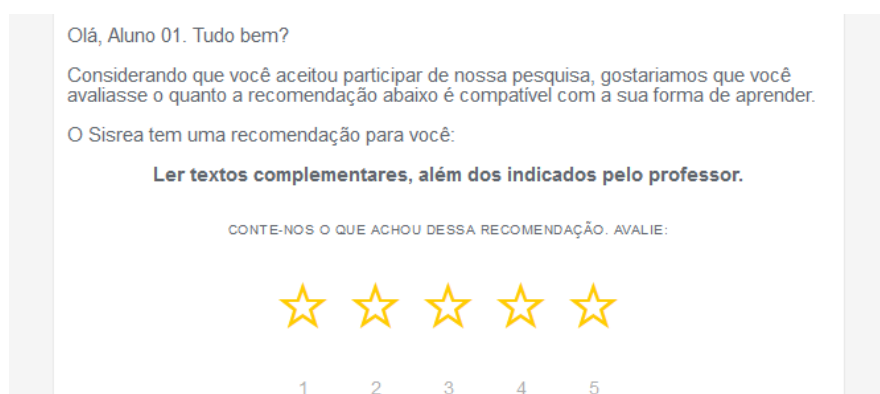 Olá, Aluno 01. Tudo bem?
Considerando que você aceitou participar de nossa pesquisa, gostariamos que você
avaliasse o quanto a recomendação abaixo é compatível com a sua forma de aprender.
O Sisrea tem uma recomendação para você:
Ler textos complementares, além dos indicados pelo professor.
CONTE-NOS O QUE ACHOU DESSA RECOMENDAÇÃO. AVALIE:
1 2 3 4 5